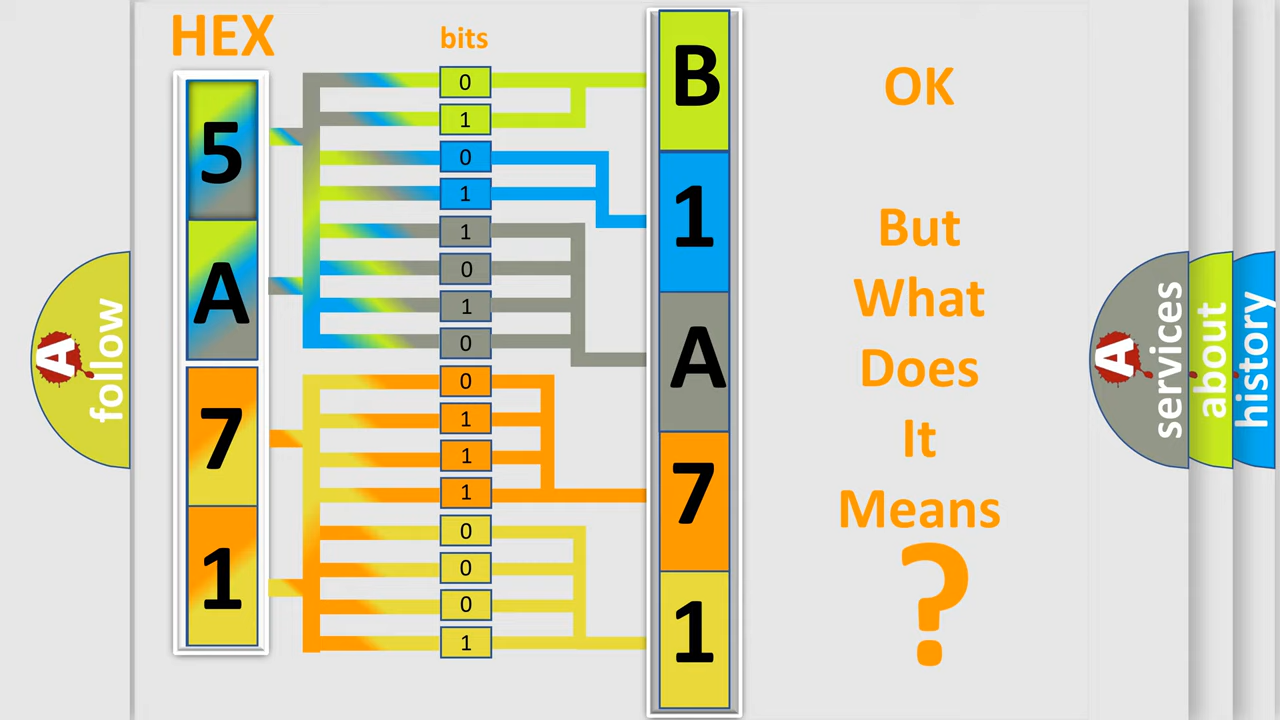 HEX
bits
5
A
7
1
0
1
0
1
1
0
1
0
0
1
1
1
0
0
0
1
B
1
A
7
1
OK
But
What
Does
It
Means
?
A
follow
A
services
about
history